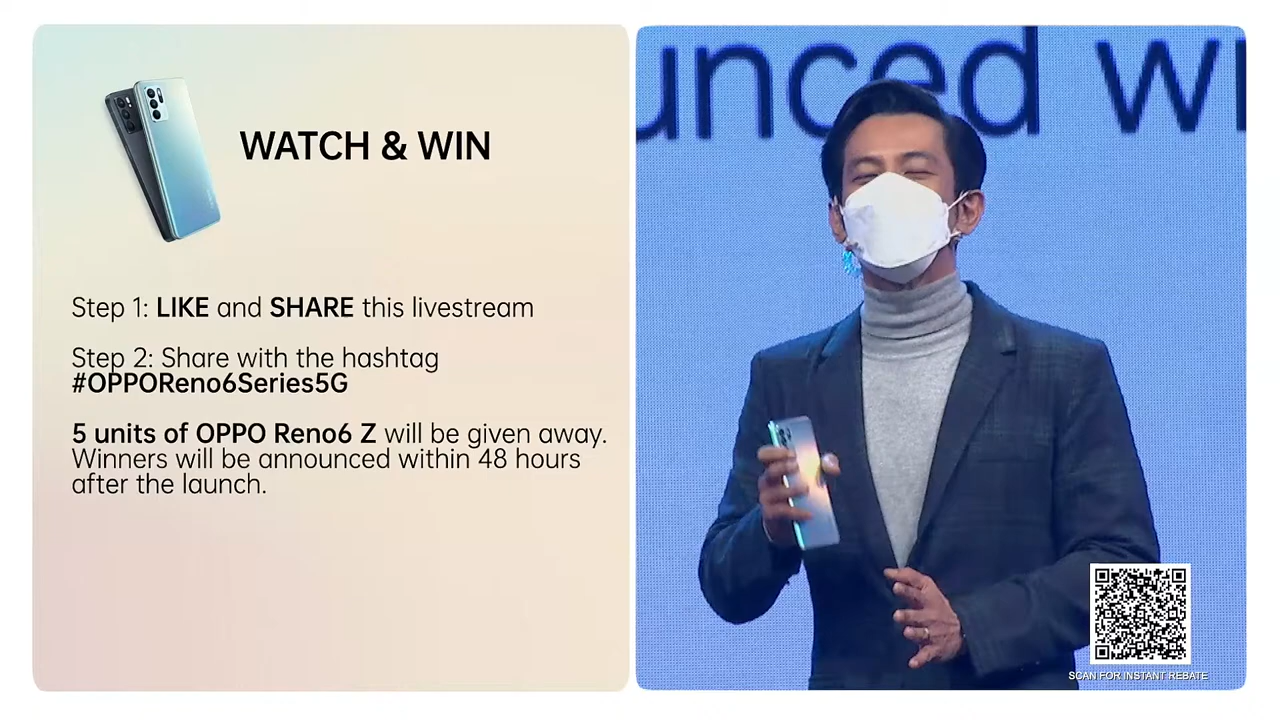 WATCH & WIN
Step 1: LIKE and SHARE this livestream
Step 2: Share with the hashtag
#OPPOReno6Series5G
5 units of OPPO Reno6 Z will be given away.
Winners will be announced within 48 hours
after the launch.
unced wi
SCAN FOR INSTANT REBATE